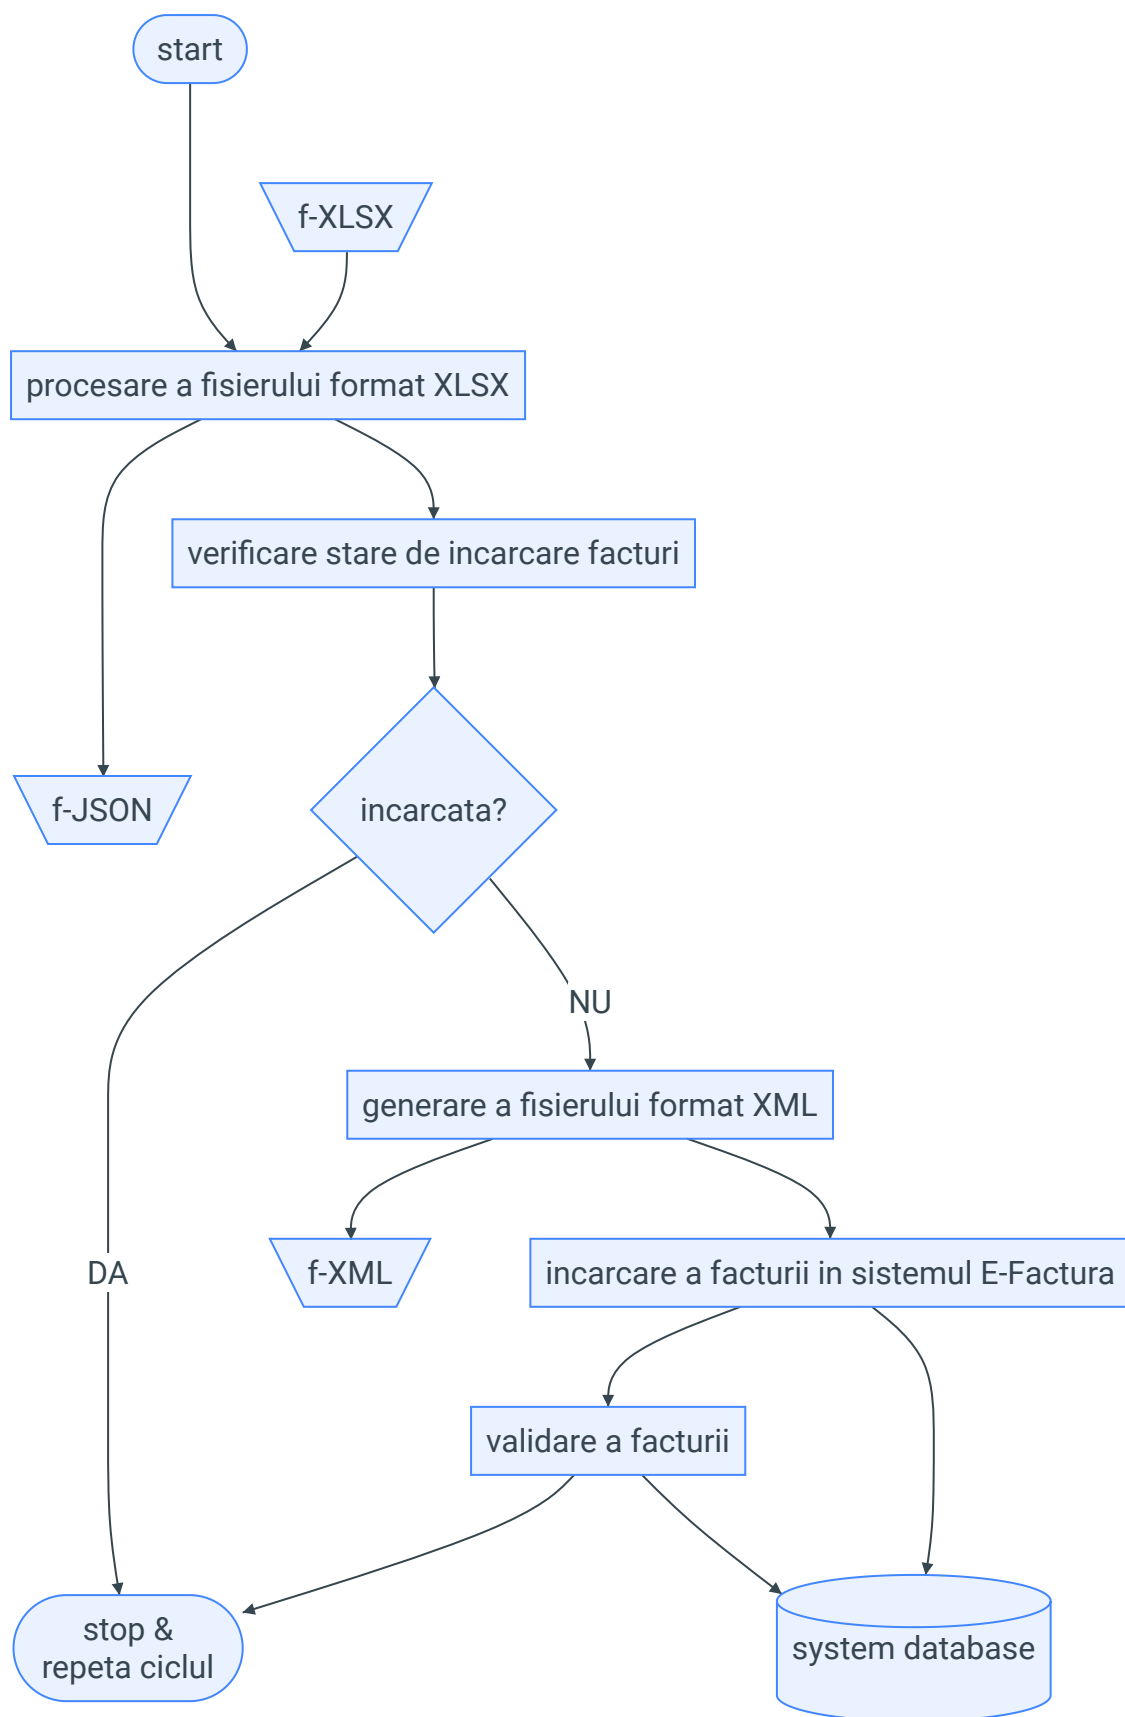 start
f-XLSX
procesare a fisierului format XLSX
verificare stare de incarcare facturi
f-JSON
incarcata?
NU
generare a fisierului format XML
DA
f-XML
incarcare a facturii in sistemul E-Factura
validare a facturii
stop &
repeta ciclul
system database